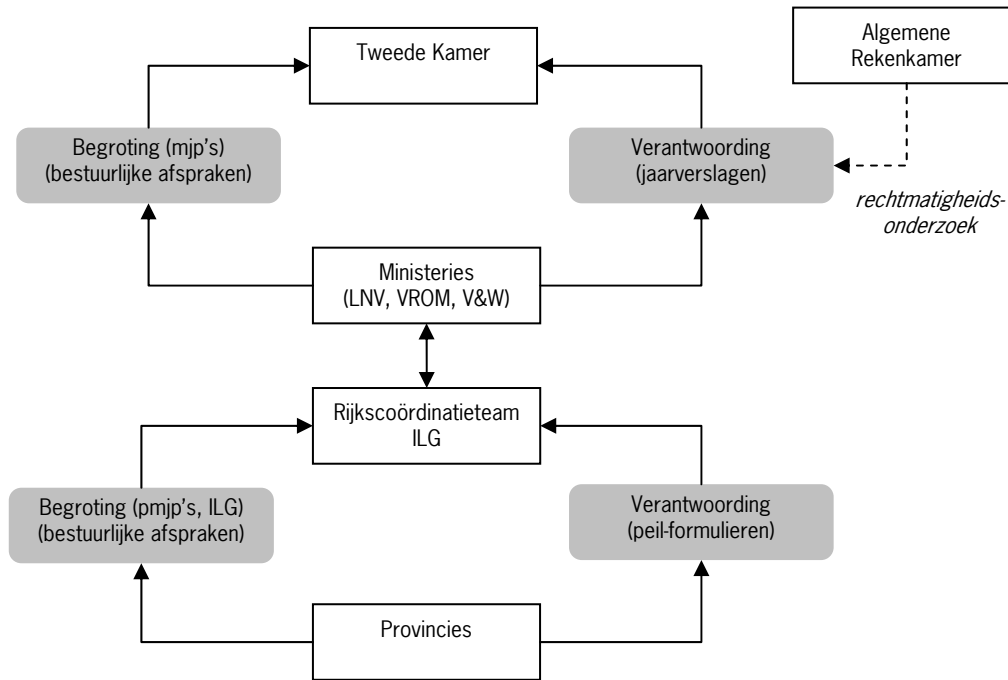 Tweede Kamer
Algemene
Rekenkamer
Begroting (mjp's)
(bestuurlijke afspraken)
Verantwoording
(jaarverslagen)
rechtmatigheids-
onderzoek
Ministeries
(LNV, VROM, V&W)
Rijkscoördinatieteam
ILG
Begroting (pmjp's, ILG)
(bestuurlijke afspraken)
Verantwoording
(peil-formulieren)
Provincies